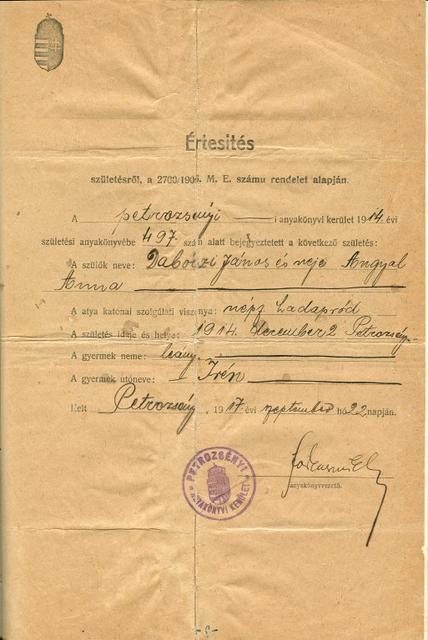 Értesités
születésről, a 2700/1906. M. E. számu rendelet alapján.
A petrozsényi i anyakönyvi kerület 1914. évi
születési anyakönyvébe 497. szám alatt bejegyeztetett a következő születés:
A szülők neve: Dabóczi János és neje Angyal
Anna
A atya katonai szolgálati viszonya: népf.
A születés ideje és helye: 1914. december 2 Petrozsény
A gyermek neme: leány
A gyermek utóneve: Irén
Kelt Petrozsény, 1917. évi szeptember hó 22 napján.
PETROZSÉNYI
ANYAKÖNYVI KERÜLET
anyakönyvvezető.